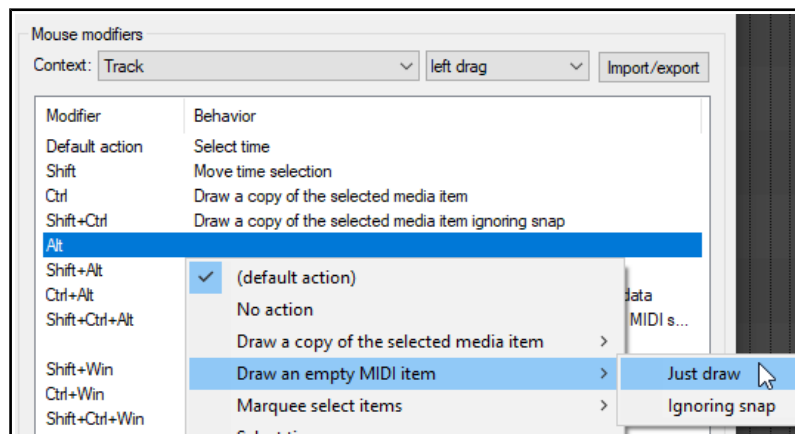 Mouse modifiers
Context: Track left drag Import/export
Modifier Behavior
Default action Select time
Shift Move time selection
Ctrl Draw a copy of the selected media item
Shift+Ctrl Draw a copy of the selected media item ignoring snap
Alt
Shift+Alt (default action)
Ctrl+Alt data
No action
Shift+Ctrl+Alt MIDI s...
Draw a copy of the selected media item
Shift+Win Draw an empty MIDI item Just draw
Ctrl+Win
Marquee select items Ignoring snap
Shift+Ctrl+Win